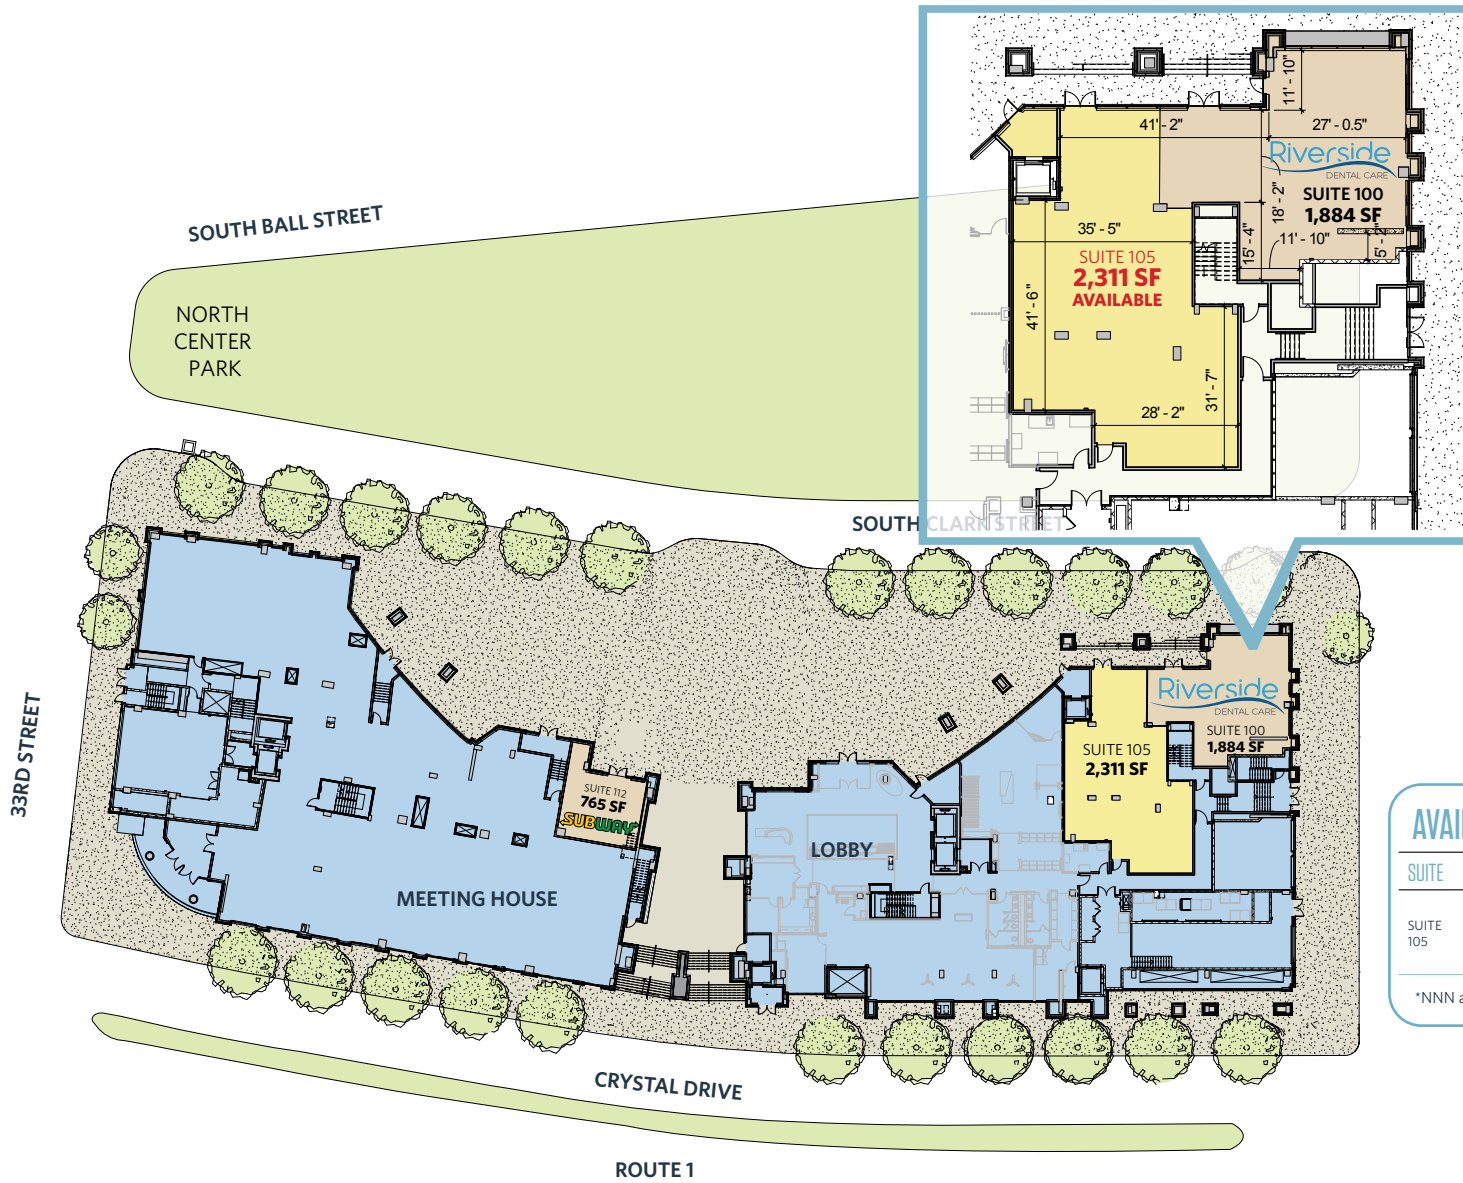 11' - 10"
41' - 2"
27' - 0.5"
Riverside
DENTAL CARE
SUITE 100
1,884 SF
18' - 2"
15' - 4"
11' - 10"
5' - 2"
35' - 5"
SUITE 105
2,311 SF
AVAILABLE
41' - 6"
31' - 7"
28' - 2"
SOUTH BALL STREET
NORTH
CENTER
PARK
SOUTH CLARK STREET
33RD STREET
Riverside
DENTAL CARE
SUITE 100
1,884 SF
SUITE 105
2,311 SF
SUITE 112
765 SF
SUBWAY
LOBBY
MEETING HOUSE
AVAI
SUITE
SUITE
105
*NNN a
CRYSTAL DRIVE
ROUTE 1